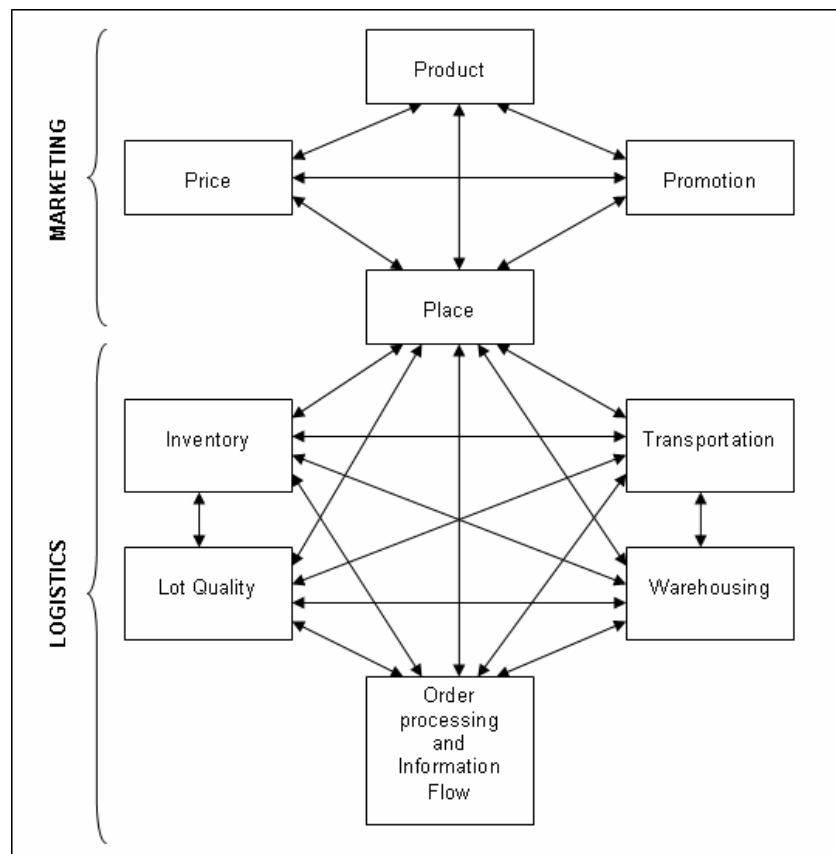 MARKETING
Product
Price
Promotion
Place
LOGISTICS
Inventory
Transportation
Lot Quality
Warehousing
Order
processing
and
Information
Flow